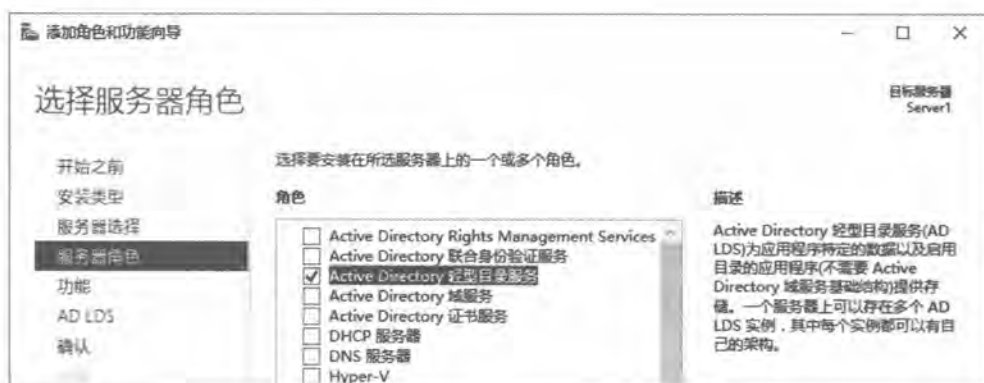 添加角色和功能向导
选择服务器角色
目标服务器
Server1
开始之前
安装类型
服务器选择
服务器角色
功能
AD LDS
确认
选择要安装在所选服务器上的一个或多个角色。
角色
Active Directory Rights Management Services
Active Directory 联合身份验证服务
Active Directory 轻型目录服务
Active Directory 域服务
Active Directory 证书服务
DHCP 服务器
DNS 服务器
Hyper-V
描述
Active Directory 轻型目录服务(AD
LDS)为应用程序特定的数据以及启用
目录的应用程序(不需要 Active
Directory 域服务基础结构)提供存
储。一个服务器上可以存在多个 AD
LDS 实例，其中每个实例都可以有自
己的架构。